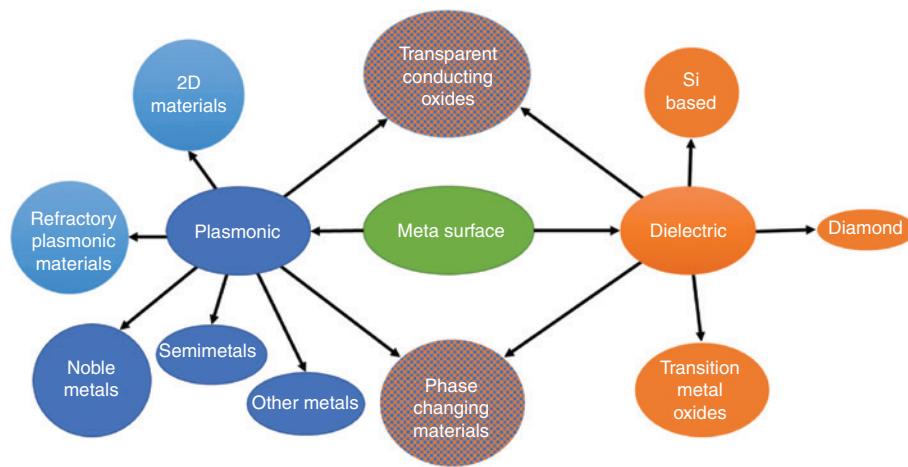 Transparent
conducting
oxides
2D
materials
Si
based
Refractory
plasmonic
materials
Plasmonic
Meta surface
Dielectric
Diamond
Noble
metals
Semimetals
Other metals
Phase
changing
materials
Transition
metal
oxides